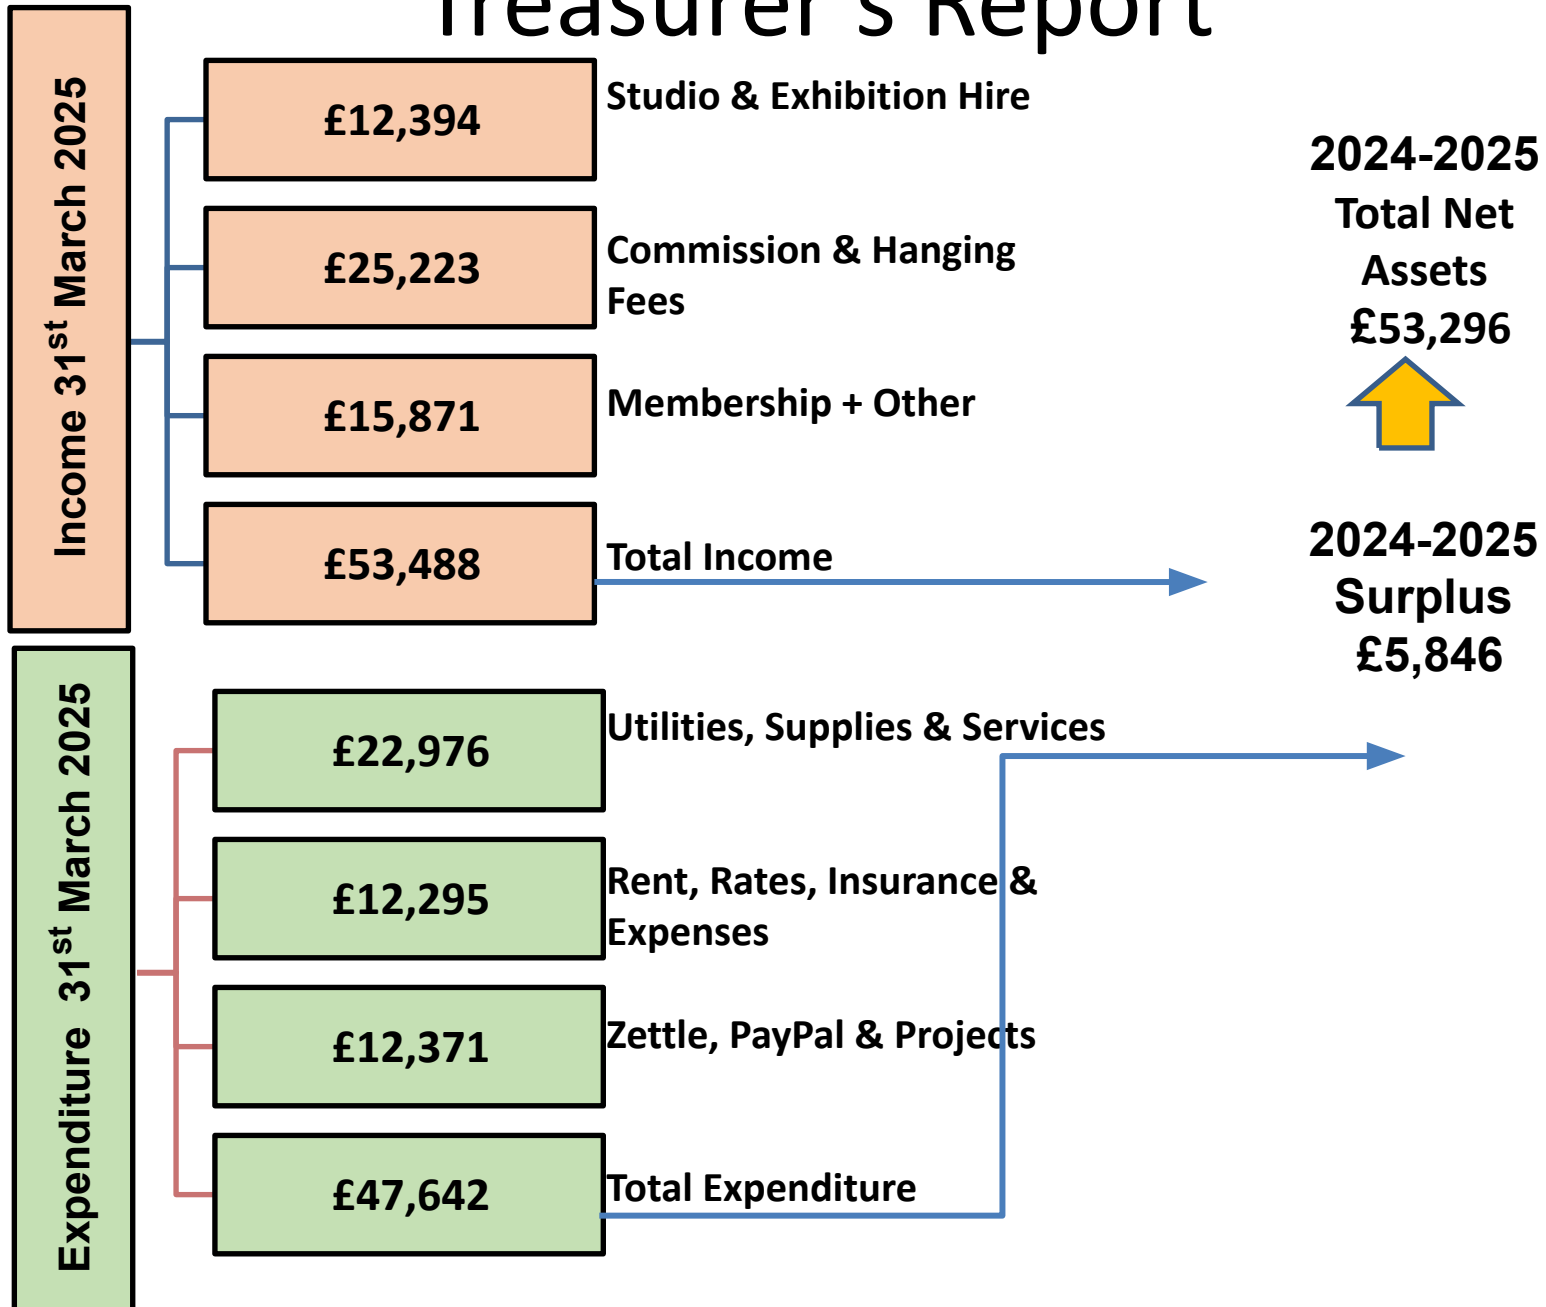 Treasurer's Report
Income 31st March 2025
£12,394
Studio & Exhibition Hire
£25,223
Commission & Hanging
Fees
£15,871
Membership + Other
£53,488
Total Income
2024-2025
Total Net
Assets
£53,296
2024-2025
Surplus
£5,846
Expenditure 31st March 2025
£22,976
Utilities, Supplies & Services
£12,295
Rent, Rates, Insurance &
Expenses
£12,371
Zettle, PayPal & Projects
£47,642
Total Expenditure